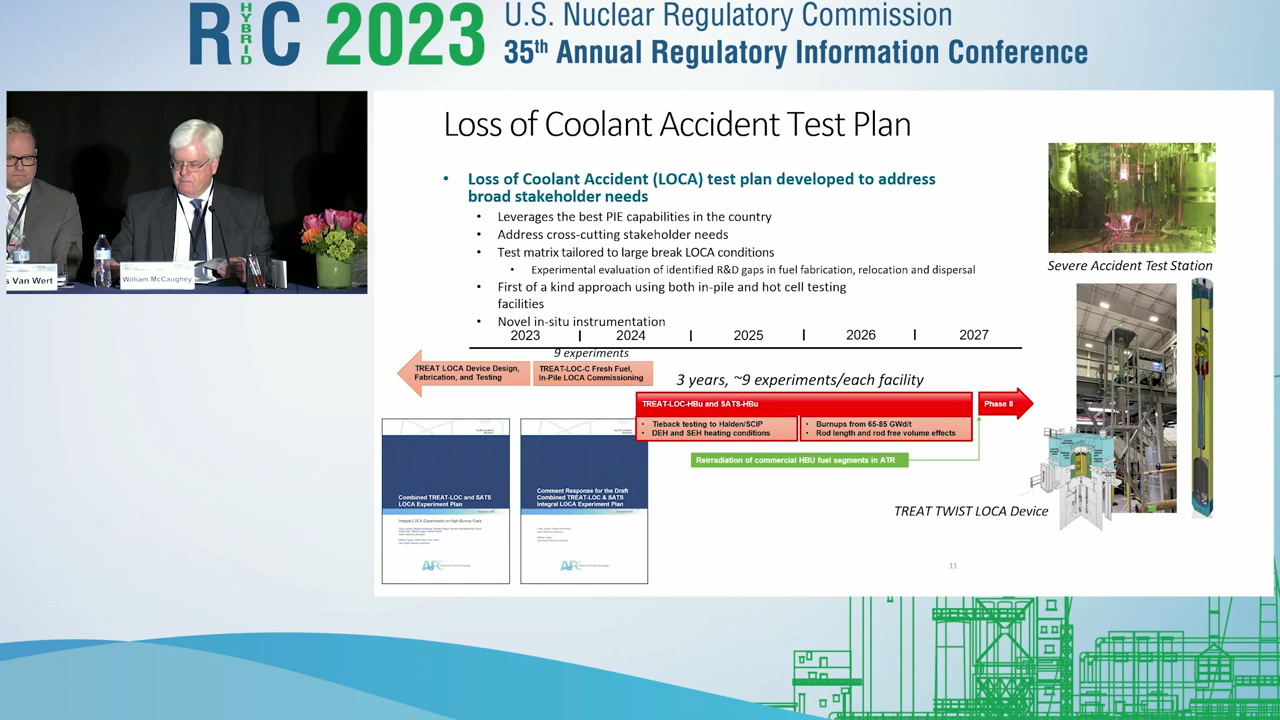 RIC 2023
HYBRID
U.S. Nuclear Regulatory Commission
35th Annual Regulatory Information Conference
s Van Wert
William McCaughey
Loss of Coolant Accident Test Plan
• Loss of Coolant Accident (LOCA) test plan developed to address
broad stakeholder needs
• Leverages the best PIE capabilities in the country
• Address cross-cutting stakeholder needs
• Test matrix tailored to large break LOCA conditions
• Experimental evaluation of identified R&D gaps in fuel fabrication, relocation and dispersal
• First of a kind approach using both in-pile and hot cell testing
facilities
• Novel in-situ instrumentation
Severe Accident Test Station
2023 | 2024 | 2025 | 2026 | 2027
9 experiments
TREAT LOCA Device Design,
Fabrication, and Testing
TREAT-LOC-C Fresh Fuel,
In-Pile LOCA Commissioning
3 years, ~9 experiments/each facility
TREAT-LOC-HBu and SATS-HBu
Phase II
• Tieback testing to Halden/SCIP
• DEH and SEH heating conditions
• Burnups from 65-85 GWd/t
• Rod length and rod free volume effects
Reirradiation of commercial HBU fuel segments in ATR
Combined TREAT-LOC and SATS
LOCA Experiment Plan
Integral LOCA Experiments on High Burnup Fuels
AFC
Comment Response for the Draft
Combined TREAT-LOC & SATS
Integral LOCA Experiment Plan
AFC
TREAT TWIST LOCA Device
11